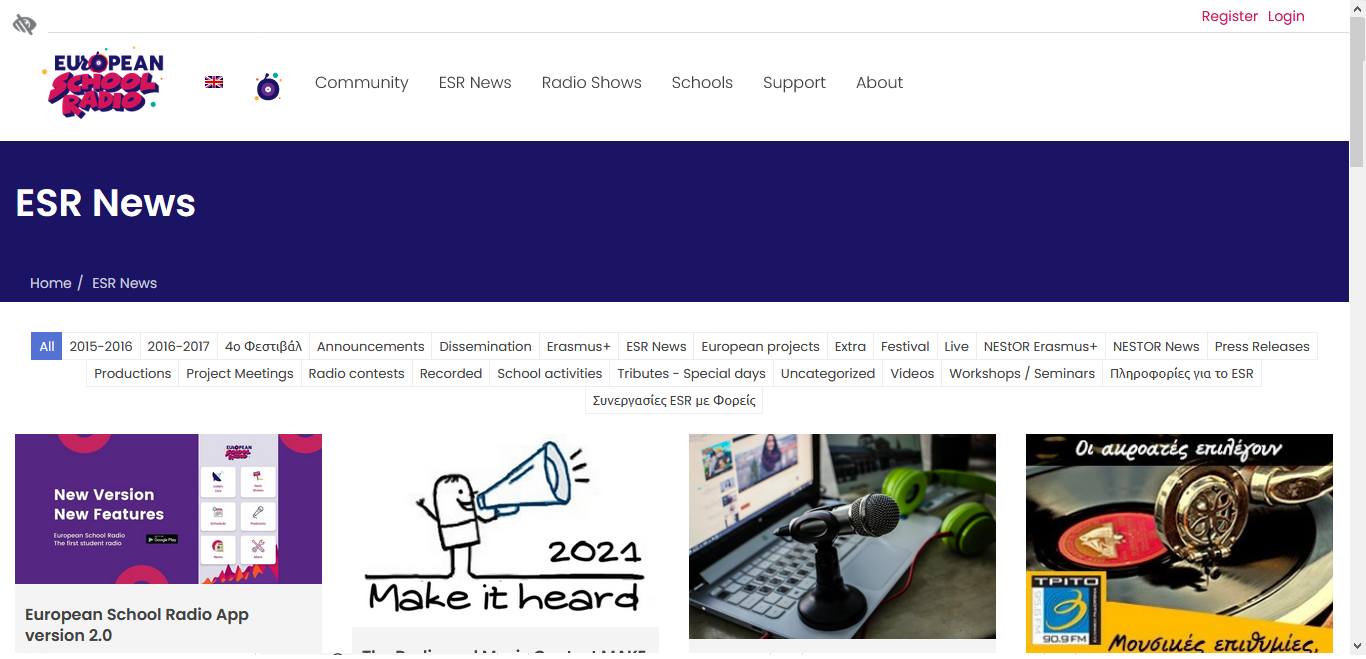 Register Login
EUROPEAN
SCHOOL
RADIO
Community ESR News Radio Shows Schools Support About
ESR News
Home / ESR News
All 2015-2016 2016-2017 4ο Φεστιβάλ Announcements Dissemination Erasmus+ ESR News European projects Extra Festival Live NEStOR Erasmus+ NESTOR News Press Releases
Productions Project Meetings Radio contests Recorded School activities Tributes - Special days Uncategorized Videos Workshops / Seminars Πληροφορίες για το ESR
Συνεργασίες ESR με Φορείς
EUROPEAN
SCHOOL
RADIO
New Version
New Features
European School Radio
The first student radio
Google Play
2021
Make it heard
Οι ακροατές επιλέγουν
ΤΡΙΤΟ
90.9 FM
Μουσικές επιθυμίες,
European School Radio App
version 2.0